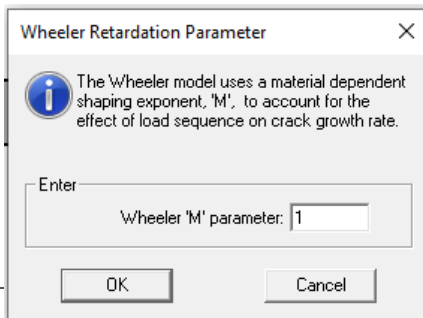 Wheeler Retardation Parameter
The Wheeler model uses a material dependent
shaping exponent, 'M', to account for the
effect of load sequence on crack growth rate.
Enter
Wheeler 'M' parameter: 1
OK Cancel